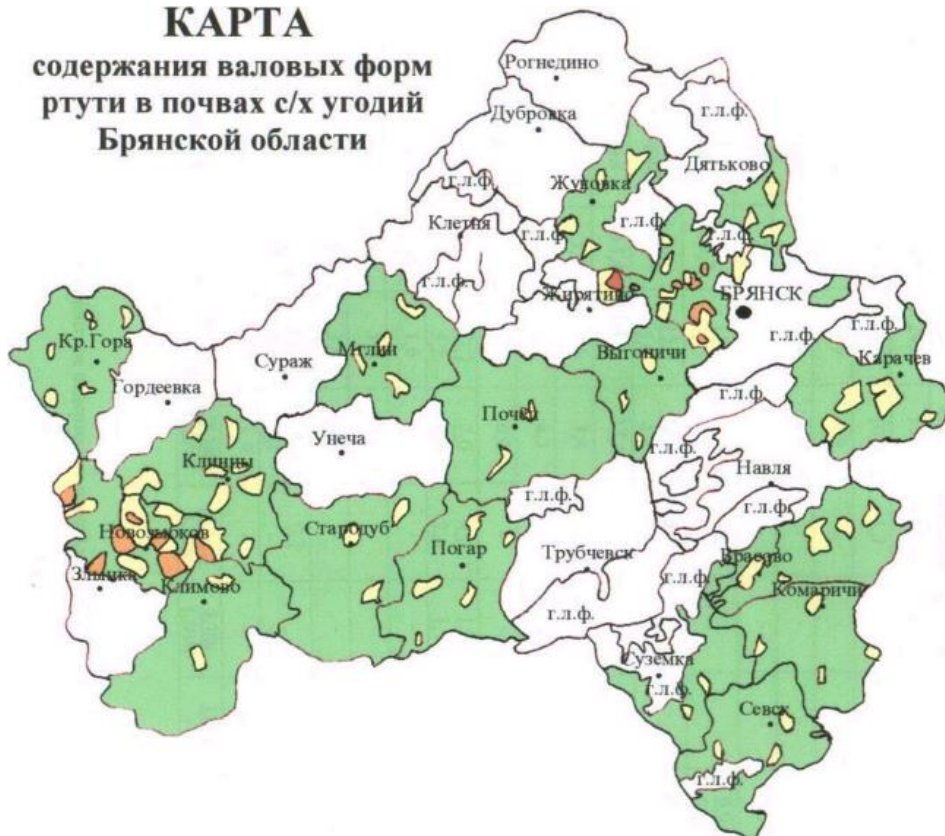 КАРТА
содержания валовых форм
ртути в почвах с/х угодий
Брянской области
Рогнедино
г.л.ф.
Дубровка
Дятьково
г.л.ф.
Жуковка
г.л.ф.
Клетня
г.л.ф.
г.л.ф.
г.л.ф.
Жирятино
БРЯНСК
г.л.ф.
Кр.Гора
Сураж
Мглин
Выгоничи
г.л.ф.
Карачев
Гордеевка
г.л.ф.
Почеп
Унеча
г.л.ф.
Клинцы
Навля
г.л.ф.
г.л.ф.
Новозыбков
Стародуб
Погар
Трубчевск
Брасово
Злынка
Климово
г.л.ф.
Комаричи
г.л.ф.
Суземка
г.л.ф.
Севск
г.л.ф.